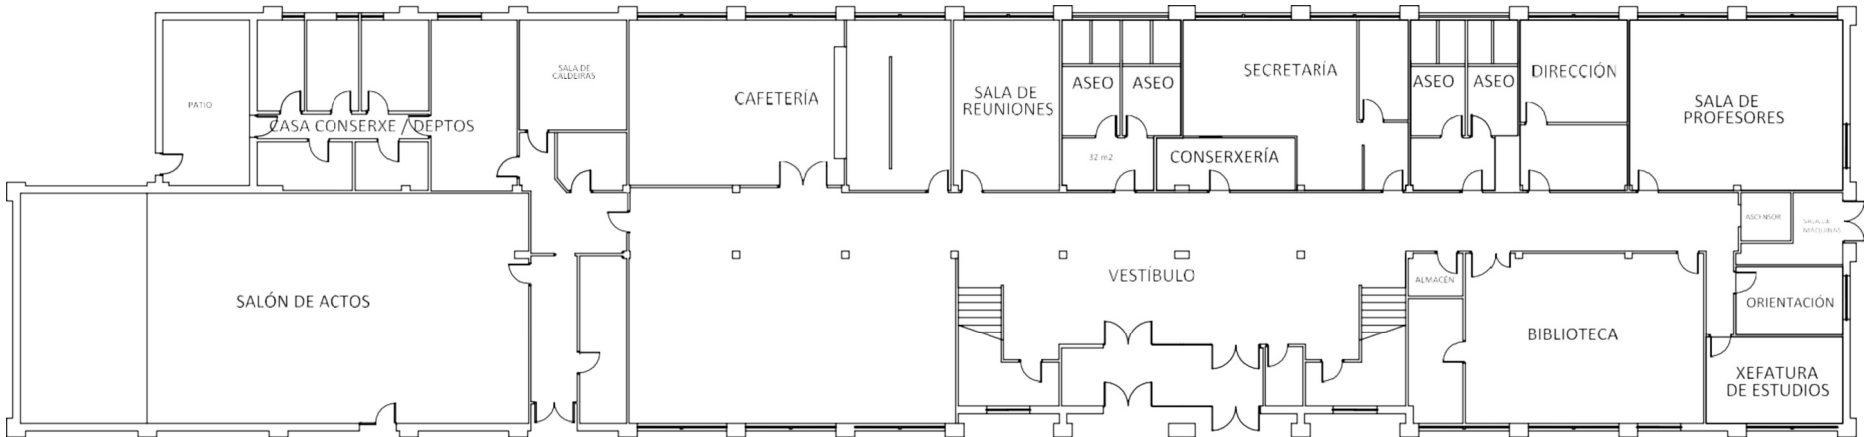 PATIO
CASA CONSERXE / DEPTOS
SALA DE
CALDEIRAS
CAFETERÍA
SALA DE
REUNIONES
ASEO
ASEO
32 m2
CONSERXERÍA
SECRETARÍA
ASEO
ASEO
DIRECCIÓN
SALA DE
PROFESORES
SALÓN DE ACTOS
VESTÍBULO
ALMACÉN
BIBLIOTECA
ASCENSOR
SALA DE
MAQUINAS
ORIENTACIÓN
XEFATURA
DE ESTUDIOS